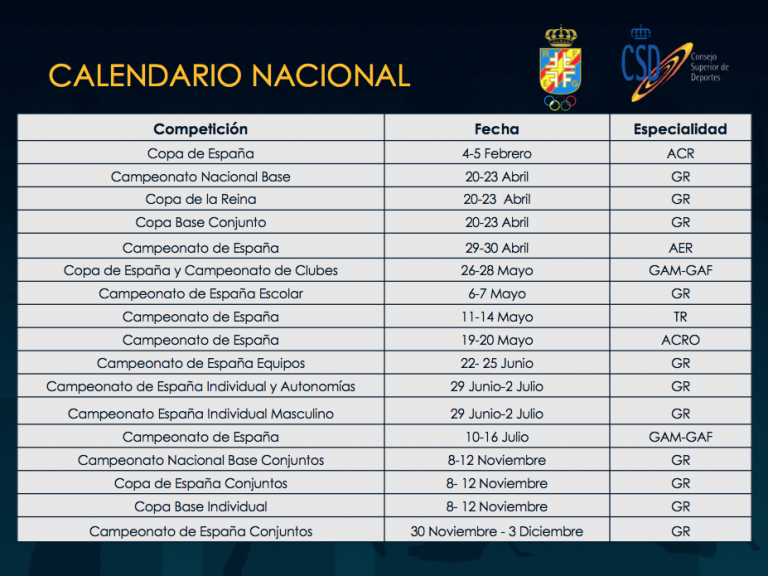 CALENDARIO NACIONAL
CSD
Consejo
Superior de
Deportes
Competición Fecha Especialidad
Copa de España 4-5 Febrero ACR
Campeonato Nacional Base 20-23 Abril GR
Copa de la Reina 20-23 Abril GR
Copa Base Conjunto 20-23 Abril GR
Campeonato de España 29-30 Abril AER
Copa de España y Campeonato de Clubes 26-28 Mayo GAM-GAF
Campeonato de España Escolar 6-7 Mayo GR
Campeonato de España 11-14 Mayo TR
Campeonato de España 19-20 Mayo ACRO
Campeonato de España Equipos 22- 25 Junio GR
Campeonato de España Individual y Autonomías 29 Junio-2 Julio GR
Campeonato España Individual Masculino 29 Junio-2 Julio GR
Campeonato de España 10-16 Julio GAM-GAF
Campeonato Nacional Base Conjuntos 8-12 Noviembre GR
Copa de España Conjuntos 8- 12 Noviembre GR
Copa Base Individual 8- 12 Noviembre GR
Campeonato de España Conjuntos 30 Noviembre - 3 Diciembre GR